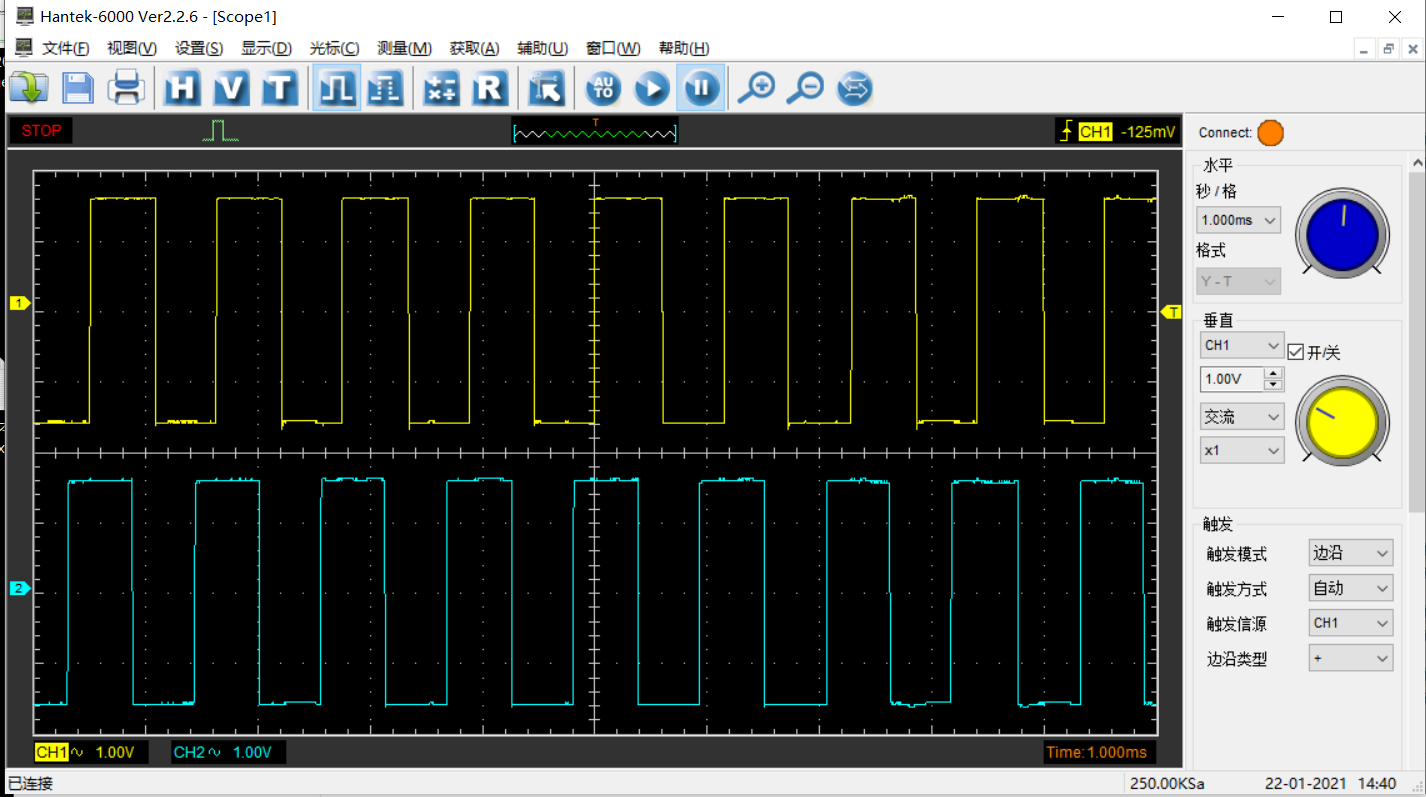 Hantek-6000 Ver2.2.6 - [Scope1]
文件(F) 视图(V) 设置(S) 显示(D) 光标(C) 测量(M) 获取(A) 辅助(U) 窗口(W) 帮助(H)
H V T R AUTO
STOP T CH1 -125mV
Connect:
水平
秒 / 格
1.000ms
格式
Y - T
垂直
CH1 开/关
1.00V
交流
x1
触发
触发模式 边沿
触发方式 自动
触发信源 CH1
边沿类型 +
1
T
2
CH1 1.00V CH2 1.00V Time:1.000ms
已连接 250.00KSa 22-01-2021 14:40